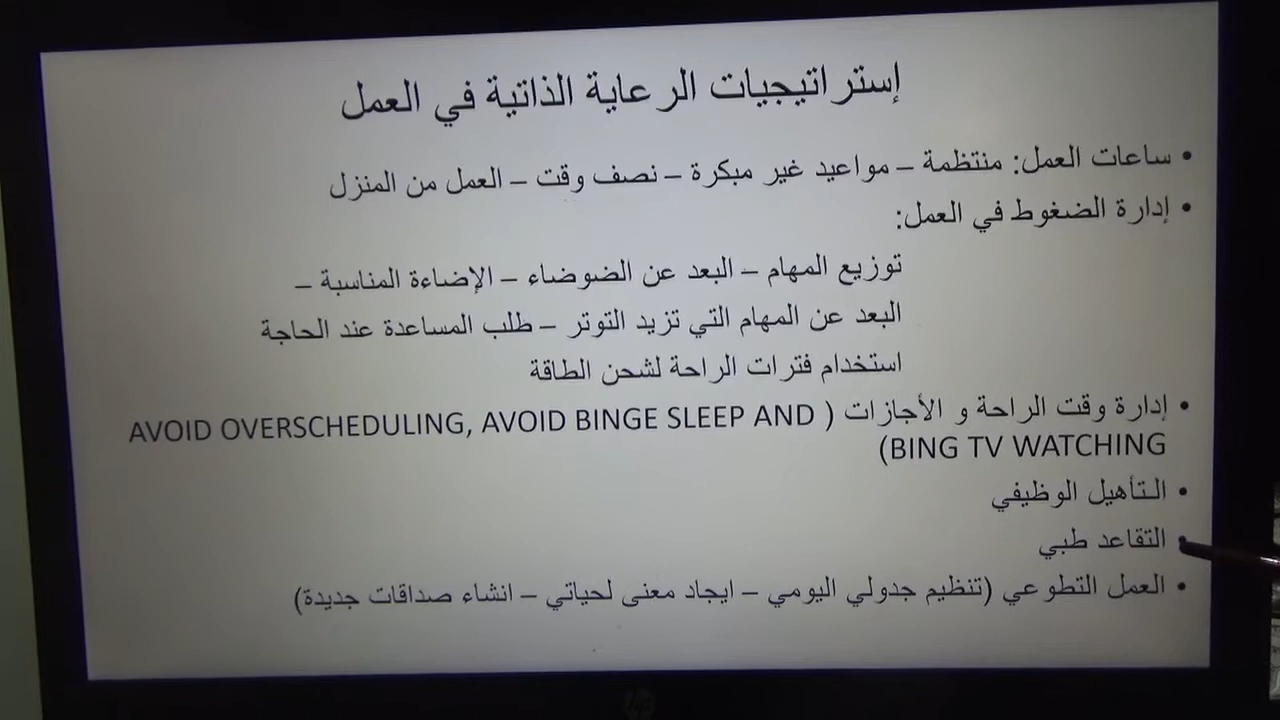 إستراتيجيات الرعاية الذاتية في العمل
• ساعات العمل: منتظمة – مواعيد غير مبكرة – نصف وقت – العمل من المنزل
• إدارة الضغوط في العمل:
توزيع المهام – البعد عن الضوضاء – الإضاءة المناسبة –
البعد عن المهام التي تزيد التوتر – طلب المساعدة عند الحاجة
استخدام فترات الراحة لشحن الطاقة
• إدارة وقت الراحة و الأجازات ( AVOID OVERSCHEDULING, AVOID BINGE SLEEP AND
BING TV WATCHING)
• التأهيل الوظيفي
• التقاعد طبي
• العمل التطوعي (تنظيم جدولي اليومي – ايجاد معنى لحياتي – انشاء صداقات جديدة)
hp